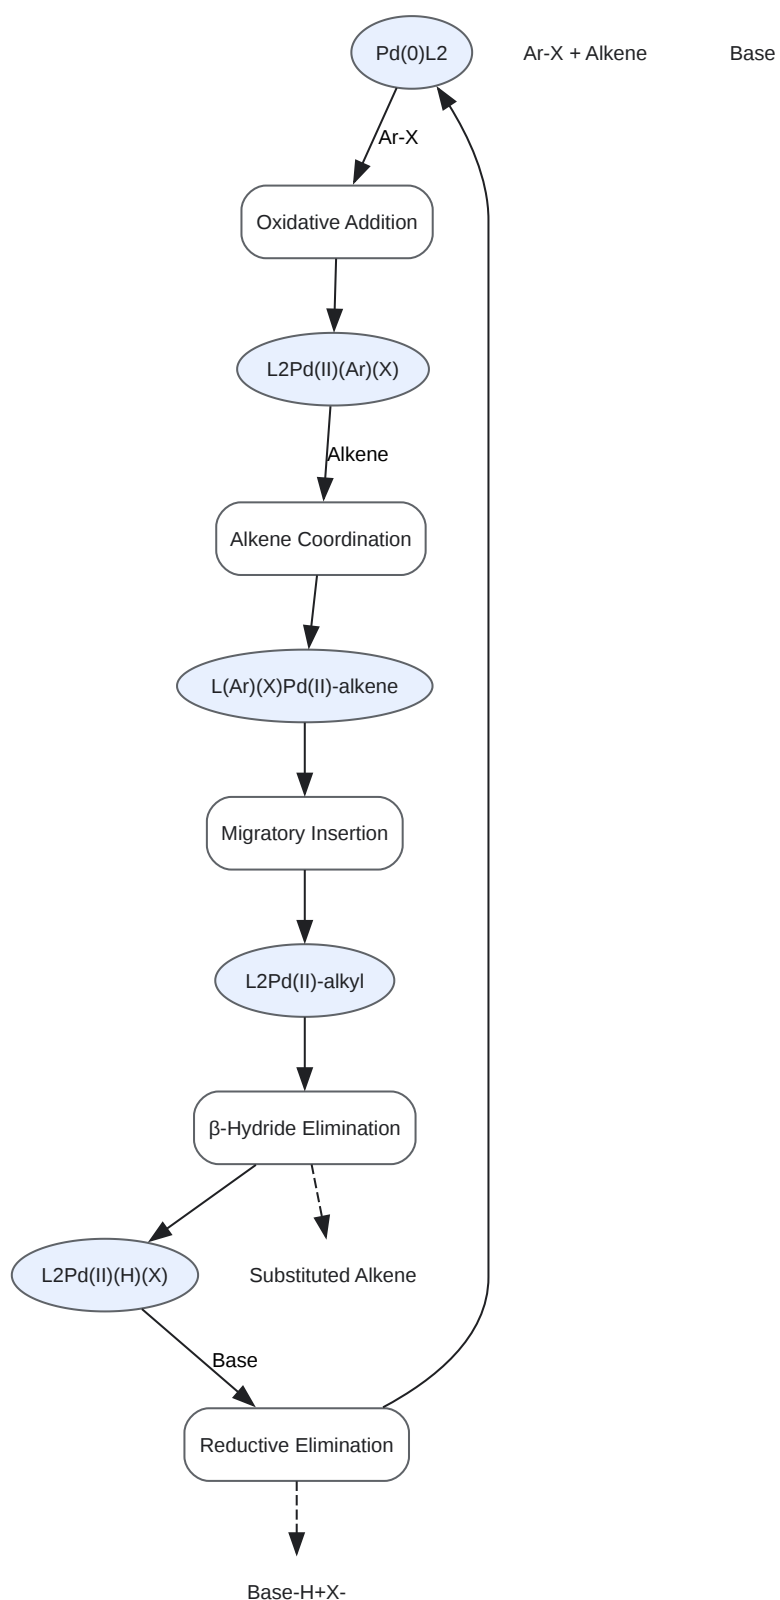 Pd(0)L2
Ar-X + Alkene
Base
Ar-X
Oxidative Addition
L2Pd(II)(Ar)(X)
Alkene
Alkene Coordination
L(Ar)(X)Pd(II)-alkene
Migratory Insertion
L2Pd(II)-alkyl
β-Hydride Elimination
L2Pd(II)(H)(X)
Substituted Alkene
Base
Reductive Elimination
Base-H+X-